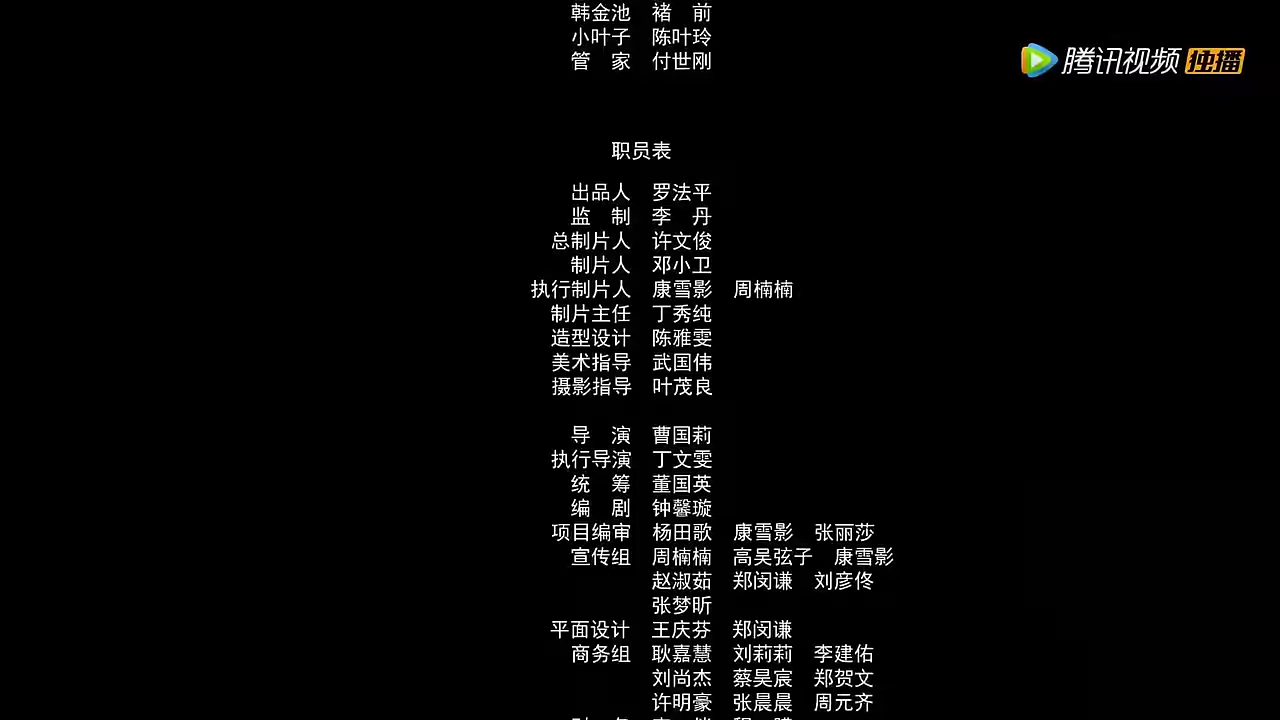 韩金池 褚 前
小叶子 陈叶玲
管 家 付世刚
腾讯视频 独播
职员表
出品人 罗法平
监 制 李 丹
总制片人 许文俊
制片人 邓小卫
执行制片人 康雪影 周楠楠
制片主任 丁秀纯
造型设计 陈雅雯
美术指导 武国伟
摄影指导 叶茂良
导 演 曹国莉
执行导演 丁文雯
统 筹 董国英
编 剧 钟馨璇
项目编审 杨田歌 康雪影 张丽莎
宣传组 周楠楠 高吴弦子 康雪影
赵淑茹 郑闵谦 刘彦佟
张梦昕
平面设计 王庆芬 郑闵谦
商务组 耿嘉慧 刘莉莉 李建佑
刘尚杰 蔡昊宸 郑贺文
许明豪 张晨晨 周元齐